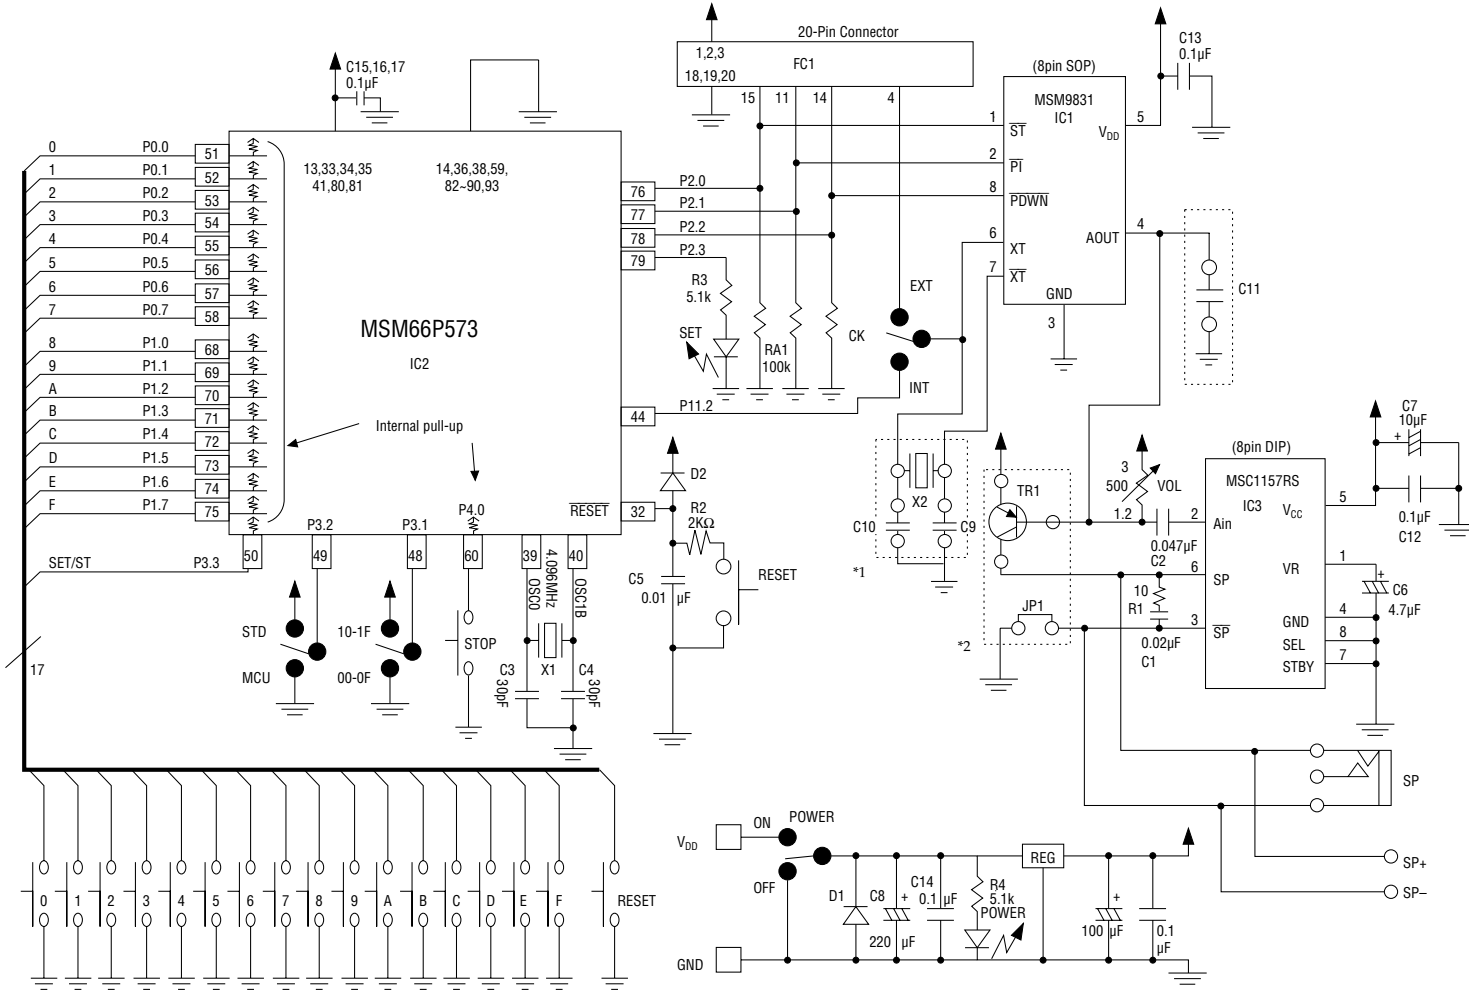 20-Pin Connector
1,2,3
FC1
18,19,20
15
11
14
4
C15,16,17
0.1µF
(8pin SOP)
MSM9831
IC1
C13
0.1µF
1
ST
VDD
5
2
PI
8
PDWN
6
XT
7
XT
AOUT
4
GND
3
C11
0
P0.0
51
1
P0.1
52
2
P0.2
53
3
P0.3
54
4
P0.4
55
5
P0.5
56
6
P0.6
57
7
P0.7
58
8
P1.0
68
9
P1.1
69
A
P1.2
70
B
P1.3
71
C
P1.4
72
D
P1.5
73
E
P1.6
74
F
P1.7
75
SET/ST
P3.3
50
13,33,34,35
41,80,81
14,36,38,59,
82~90,93
MSM66P573
IC2
Internal pull-up
76
P2.0
77
P2.1
78
P2.2
79
P2.3
44
P11.2
RESET
32
P3.2
49
P3.1
48
P4.0
60
39
40
OSC0
4.096MHz
OSC1B
R3
5.1k
SET
RA1
100k
CK
EXT
INT
D2
R2
2KΩ
C5
0.01 µF
RESET
STD
MCU
10-1F
00-0F
STOP
C3
30pF
X1
C4
30pF
17
X2
C10
C9
*1
TR1
JP1
*2
3
500
VOL
1.2
0.047µF
C2
10
R1
0.02µF
C1
(8pin DIP)
MSC1157RS
IC3
2
Ain
6
SP
3
SP
VCC
5
VR
1
GND
4
SEL
8
STBY
7
C7
10µF
+
0.1µF
C12
+
C6
4.7µF
SP
SP+
SP–
0
1
2
3
4
5
6
7
8
9
A
B
C
D
E
F
RESET
VDD
ON
POWER
OFF
GND
D1
C8
+
220 µF
C14
0.1 µF
R4
5.1k
POWER
REG
+
100 µF
0.1
µF